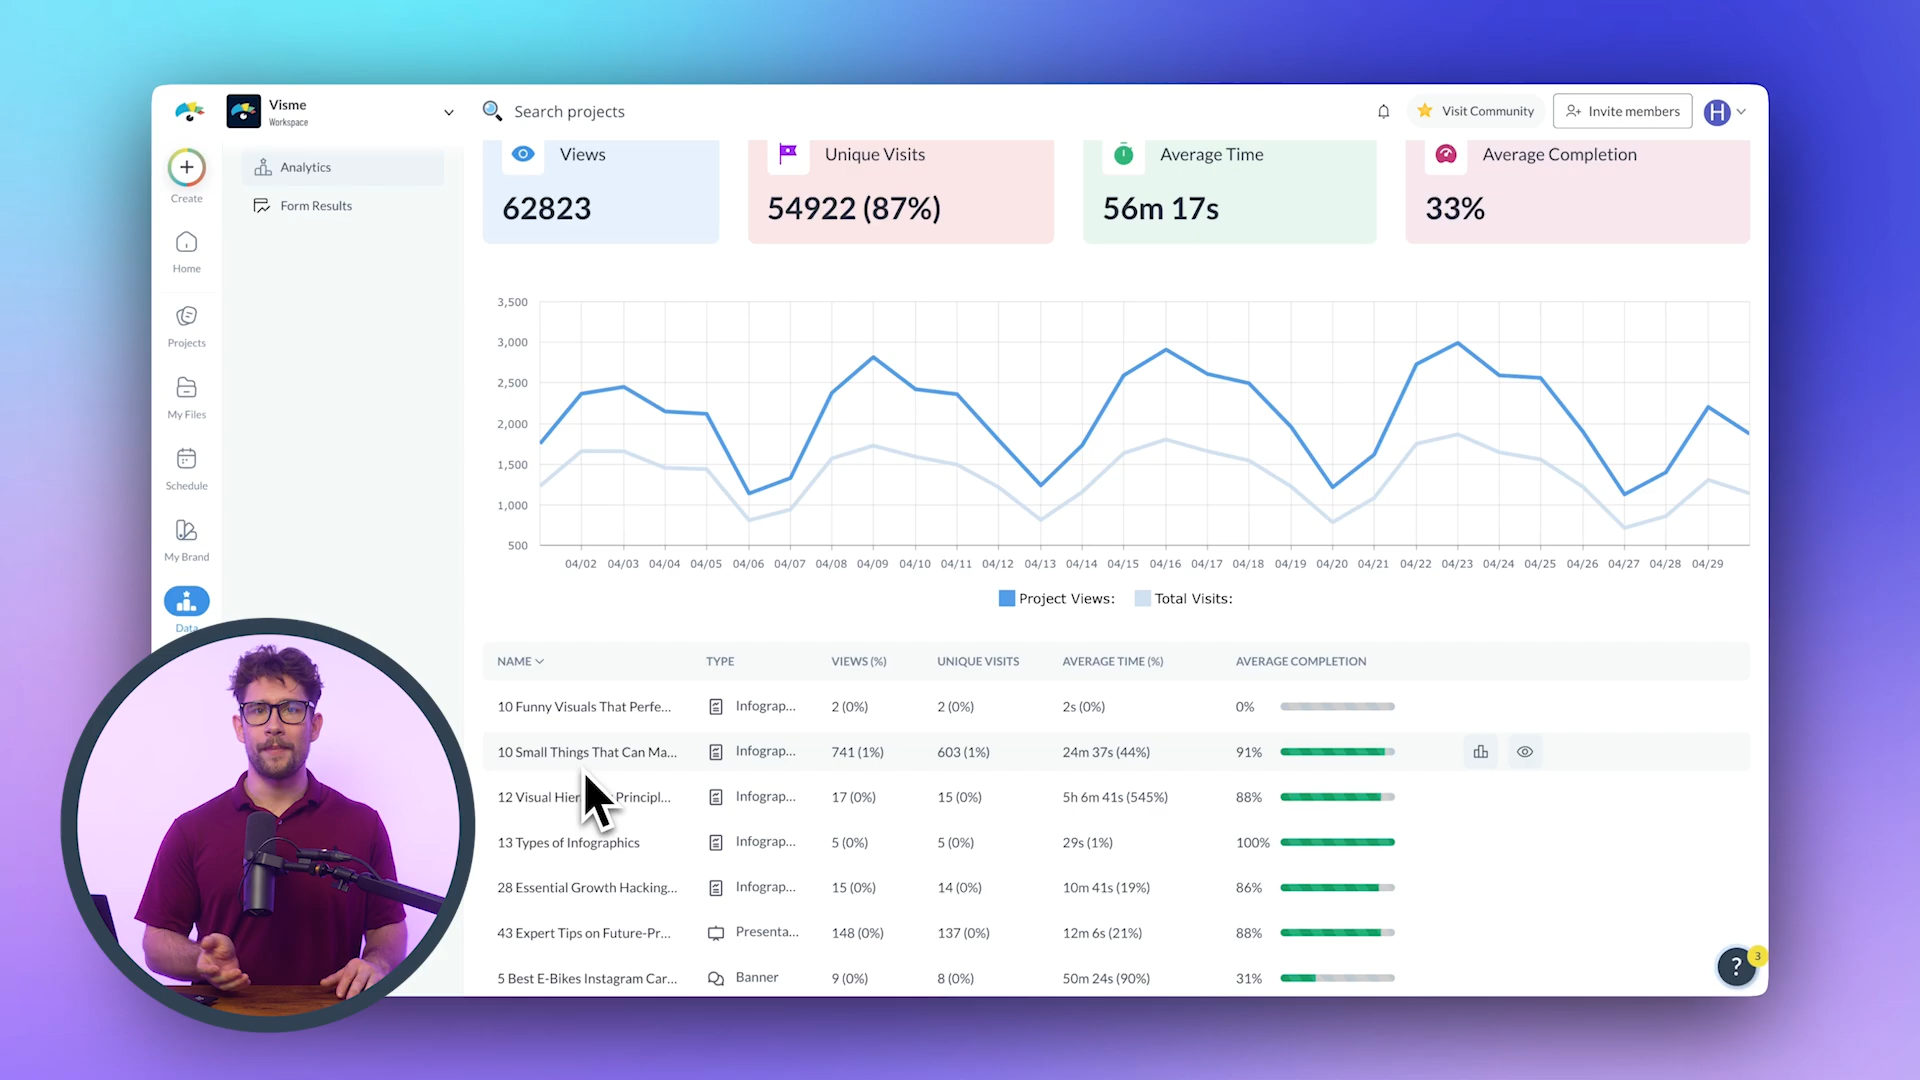 Visme
Workspace
Search projects
Visit Community
Invite members
H
Create
Home
Projects
My Files
Schedule
My Brand
Data
Analytics
Form Results
Views
62823
Unique Visits
54922 (87%)
Average Time
56m 17s
Average Completion
33%
3,500
3,000
2,500
2,000
1,500
1,000
500
04/02 04/03 04/04 04/05 04/06 04/07 04/08 04/09 04/10 04/11 04/12 04/13 04/14 04/15 04/16 04/17 04/18 04/19 04/20 04/21 04/22 04/23 04/24 04/25 04/26 04/27 04/28 04/29
Project Views: Total Visits:
NAME TYPE VIEWS (%) UNIQUE VISITS AVERAGE TIME (%) AVERAGE COMPLETION
10 Funny Visuals That Perfe... Infograp... 2 (0%) 2 (0%) 2s (0%) 0%
10 Small Things That Can Ma... Infograp... 741 (1%) 603 (1%) 24m 37s (44%) 91%
12 Visual Principl... Infograp... 17 (0%) 15 (0%) 5h 6m 41s (545%) 88%
13 Types of Infographics Infograp... 5 (0%) 5 (0%) 29s (1%) 100%
28 Essential Growth Hacking... Infograp... 15 (0%) 14 (0%) 10m 41s (19%) 86%
43 Expert Tips on Future-Pr... Presenta... 148 (0%) 137 (0%) 12m 6s (21%) 88%
5 Best E-Bikes Instagram Car... Banner 9 (0%) 8 (0%) 50m 24s (90%) 31%
? 3